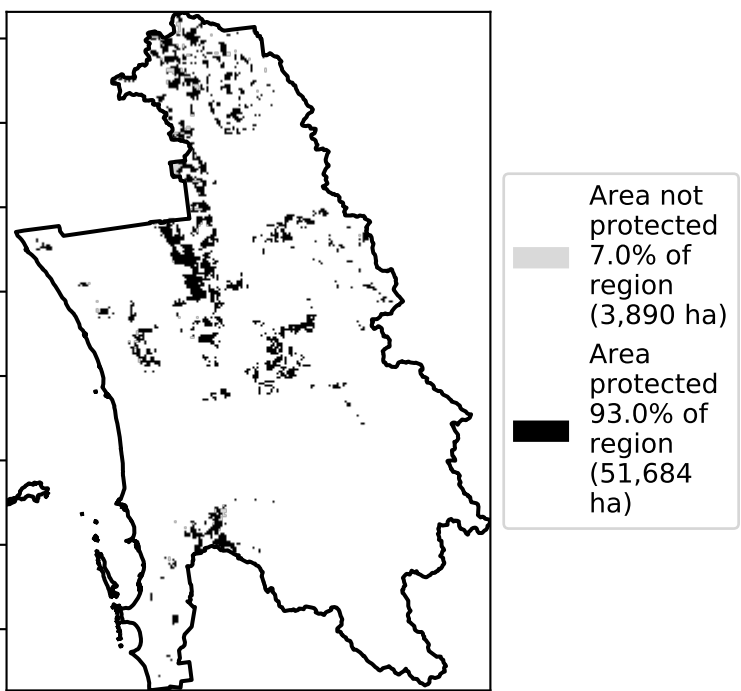 Area not
protected
7.0% of
region
(3,890 ha)
Area
protected
93.0% of
region
(51,684
ha)